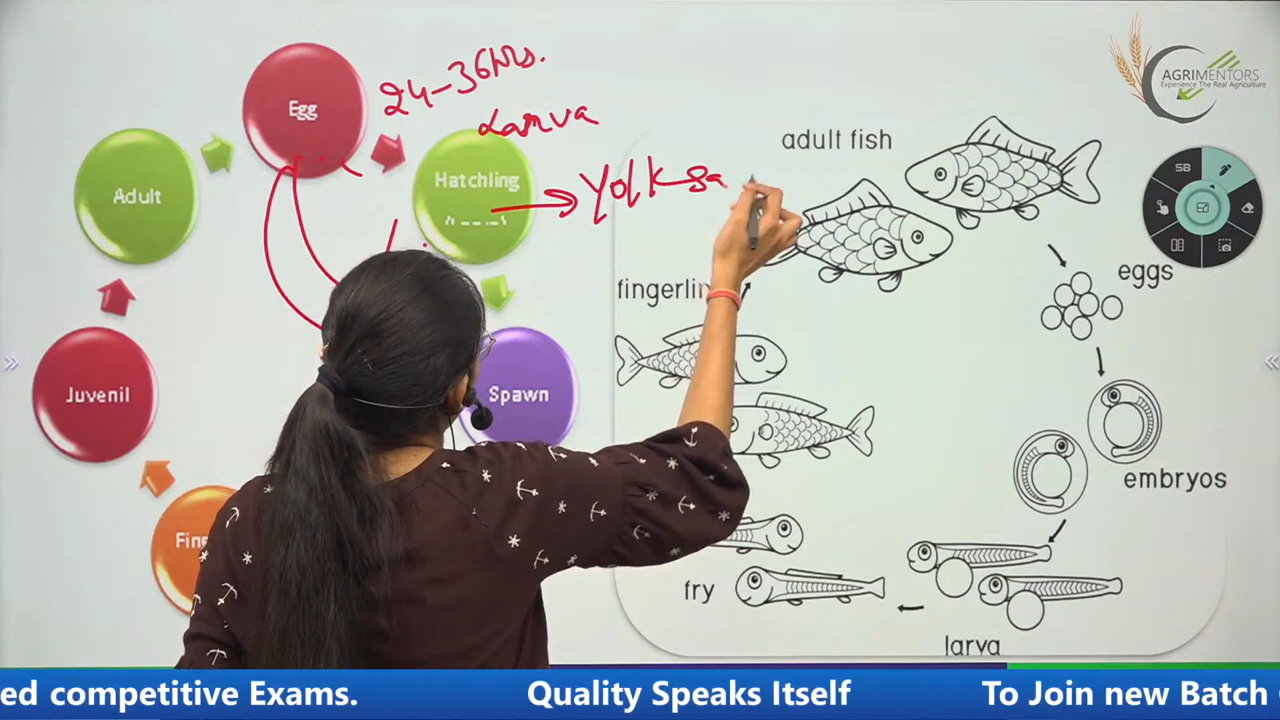 Egg
24-36Hrs.
Larva
Hatchling
Yolk sa
Adult
Spawn
Juvenil
Fin
AGRIMENTORS
Experience The Real Agriculture
SB
adult fish
eggs
fingerlin
embryos
fry
larva
ed competitive Exams.
Quality Speaks Itself
To Join new Batch